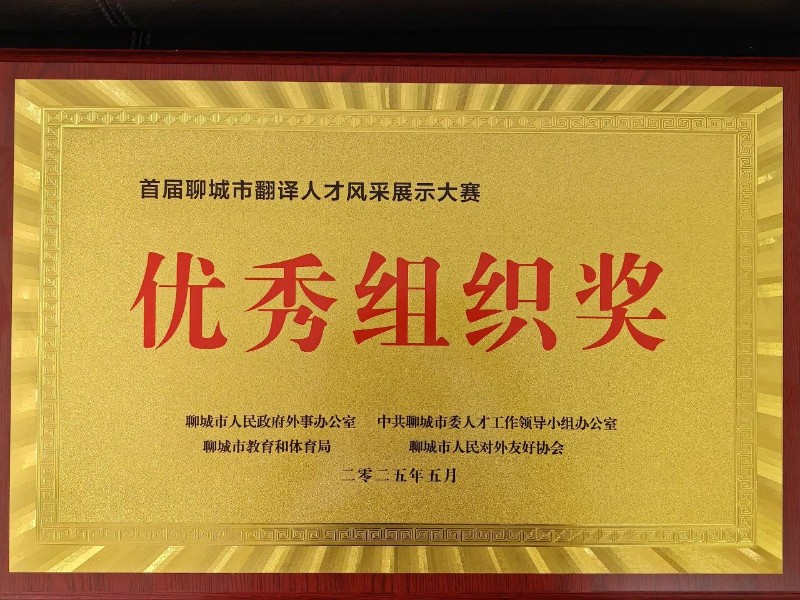 首届聊城市翻译人才风采展示大赛
优秀组织奖
聊城市人民政府外事办公室 中共聊城市委人才工作领导小组办公室
聊城市教育和体育局 聊城市人民对外友好协会
二零二五年五月